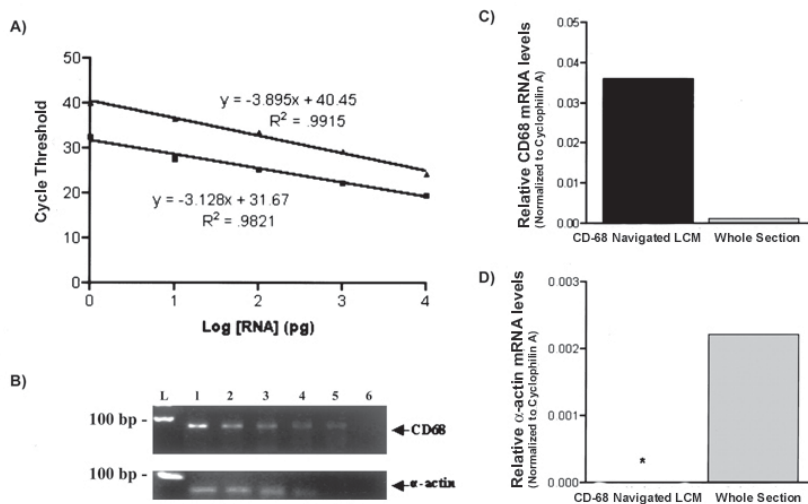 A)
Cycle Threshold
50
40
30
20
10
0
y = -3.895x + 40.45
R² = .9915
y = -3.128x + 31.67
R² = .9821
0 1 2 3 4
Log [RNA] (pg)
B)
L 1 2 3 4 5 6
100 bp -
CD68
100 bp -
α-actin
C)
Relative CD68 mRNA levels
(Normalized to Cyclophilin A)
0.05
0.04
0.03
0.02
0.01
0.00
CD-68 Navigated LCM Whole Section
D)
Relative α-actin mRNA levels
(Normalized to Cyclophilin A)
0.003
0.002
0.001
0.000
*
CD-68 Navigated LCM Whole Section